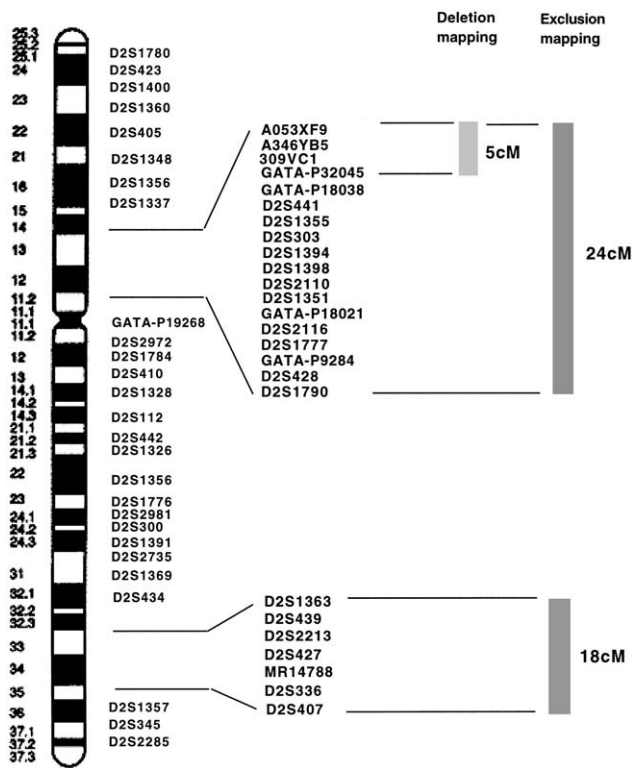 Deletion mapping
Exclusion mapping
25.3
25.2
25.1
24
23
22
21
16
15
14
13
12
11.2
11.1
11.1
11.2
12
13
14.1
14.2
14.3
21.1
21.2
21.3
22
23
24.1
24.2
24.3
31
32.1
32.2
32.3
33
34
35
36
37.1
37.2
37.3
D2S1780
D2S423
D2S1400
D2S1360
D2S405
D2S1348
D2S1356
D2S1337
GATA-P19268
D2S2972
D2S1784
D2S410
D2S1328
D2S112
D2S442
D2S1326
D2S1356
D2S1776
D2S2981
D2S300
D2S1391
D2S2735
D2S1369
D2S434
D2S1357
D2S345
D2S2285
A053XF9
A346YB5
309VC1
GATA-P32045
GATA-P18038
D2S441
D2S1355
D2S303
D2S1394
D2S1398
D2S2110
D2S1351
GATA-P18021
D2S2116
D2S1777
GATA-P9284
D2S428
D2S1790
5cM
24cM
D2S1363
D2S439
D2S2213
D2S427
MR14788
D2S336
D2S407
18cM